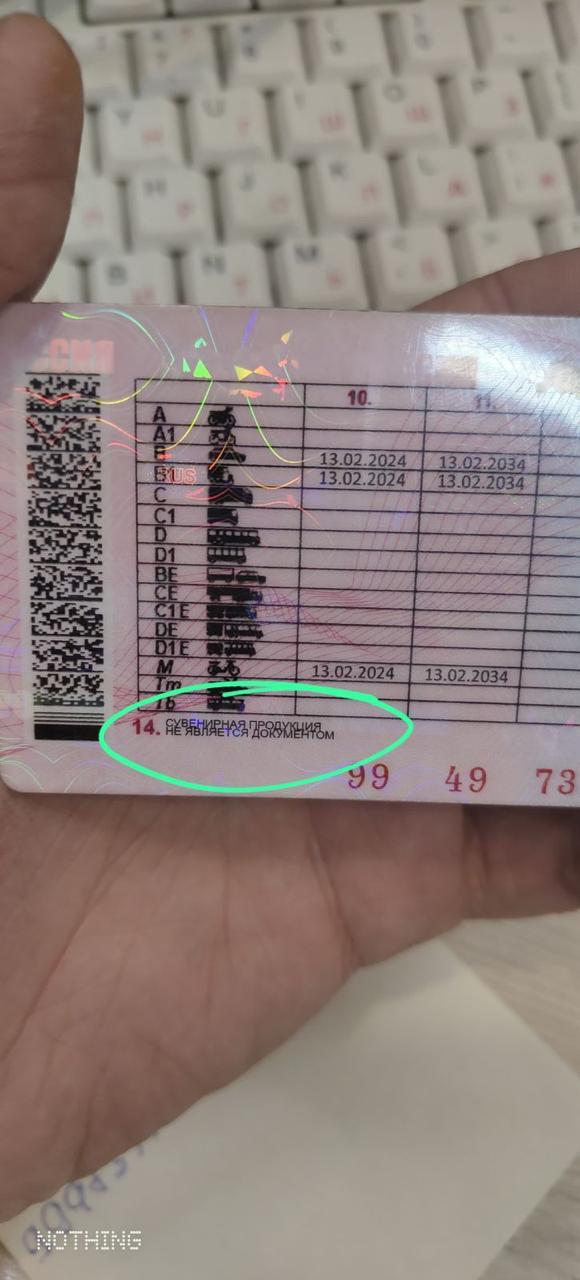 RUS
10.
11.
A
A1
B 13.02.2024 13.02.2034
B1 13.02.2024 13.02.2034
C
C1
D
D1
BE
CE
C1E
DE
D1E
M 13.02.2024 13.02.2034
Tm
Tb
14. СУВЕНИРНАЯ ПРОДУКЦИЯ
НЕ ЯВЛЯЕТСЯ ДОКУМЕНТОМ
99 49 73
NOTHING